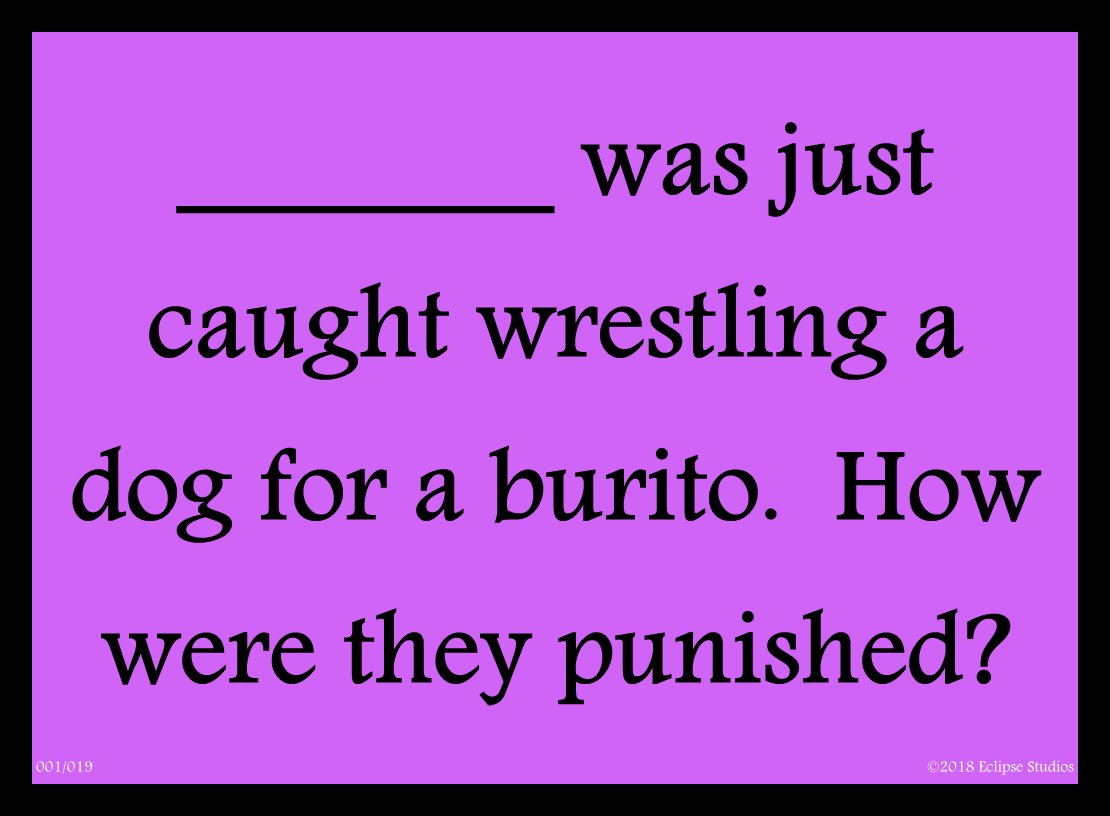 ________ was just
caught wrestling a
dog for a burito.  How
were they punished?
001/019
©2018 Eclipse Studios